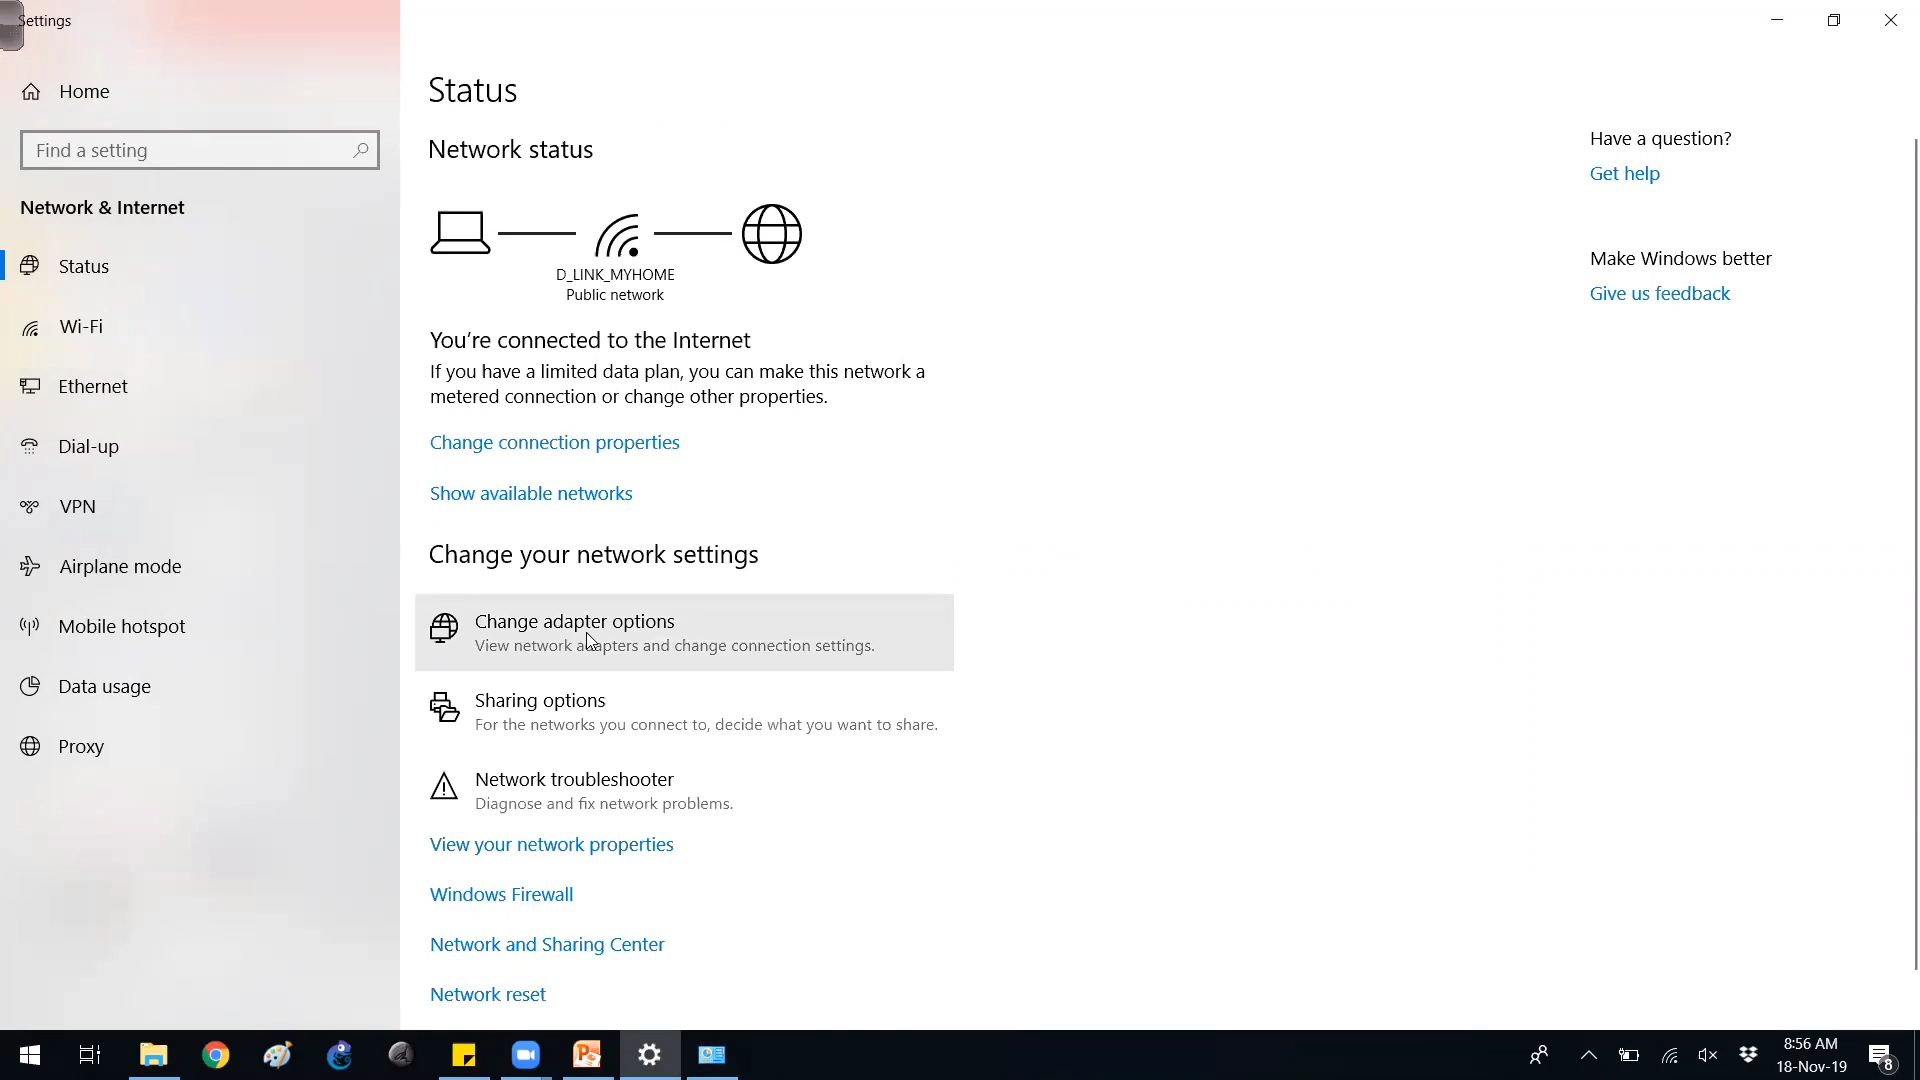 Settings
Home
Find a setting
Network & Internet
Status
Wi-Fi
Ethernet
Dial-up
VPN
Airplane mode
Mobile hotspot
Data usage
Proxy
Status
Network status
D_LINK_MYHOME
Public network
You're connected to the Internet
If you have a limited data plan, you can make this network a
metered connection or change other properties.
Change connection properties
Show available networks
Change your network settings
Change adapter options
View network adapters and change connection settings.
Sharing options
For the networks you connect to, decide what you want to share.
Network troubleshooter
Diagnose and fix network problems.
View your network properties
Windows Firewall
Network and Sharing Center
Network reset
Have a question?
Get help
Make Windows better
Give us feedback
8:56 AM
18-Nov-19
8